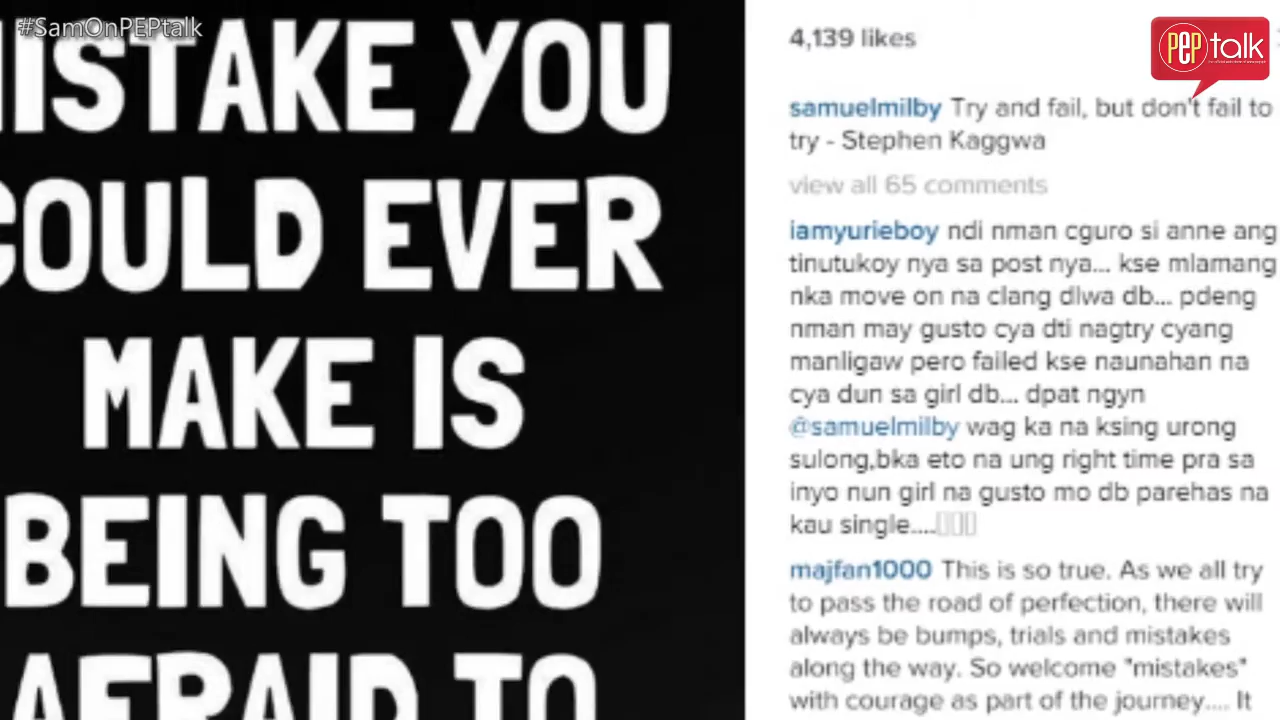 #SamOnPEPtalk
MISTAKE YOU
COULD EVER
MAKE IS
BEING TOO
AFRAID TO
4,139 likes
PEP talk
samuelmilby Try and fail, but don't fail to
try - Stephen Kaggwa
view all 65 comments
iamyurieboy ndi nman cguro si anne ang
tinutukoy nya sa post nya... kse mlamang
nka move on na clang dlwa db... pdeng
nman may gusto cya dti nagtry cyang
manligaw pero failed kse naunahan na
cya dun sa girl db... dpat ngyn
@samuelmilby wag ka na ksing urong
sulong,bka eto na ung right time pra sa
inyo nun girl na gusto mo db parehas na
kau single....
majfan1000 This is so true. As we all try
to pass the road of perfection, there will
always be bumps, trials and mistakes
along the way. So welcome "mistakes"
with courage as part of the journey.... It